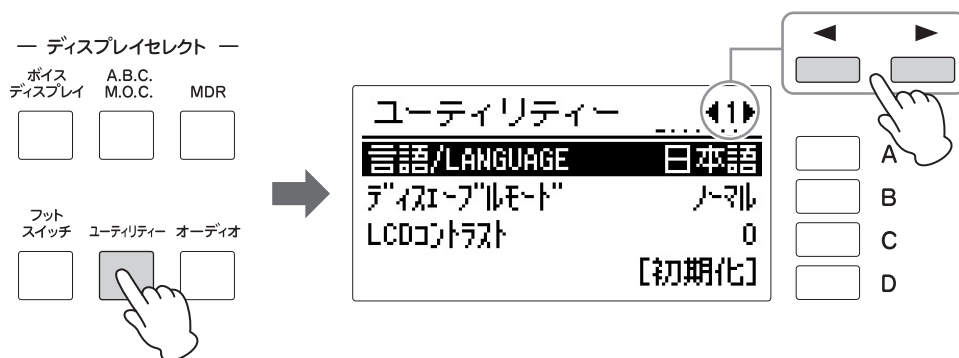 — ディスプレイセレクト —
ボイス
ディスプレイ
A.B.C.
M.O.C.
MDR
フット
スイッチ
ユーティリティー
オーディオ
ユーティリティー ◀1▶
言語/LANGUAGE 日本語
ディスエーブルモード ノーマル
LCDコントラスト 0
[初期化]
◀ ▶
A
B
C
D